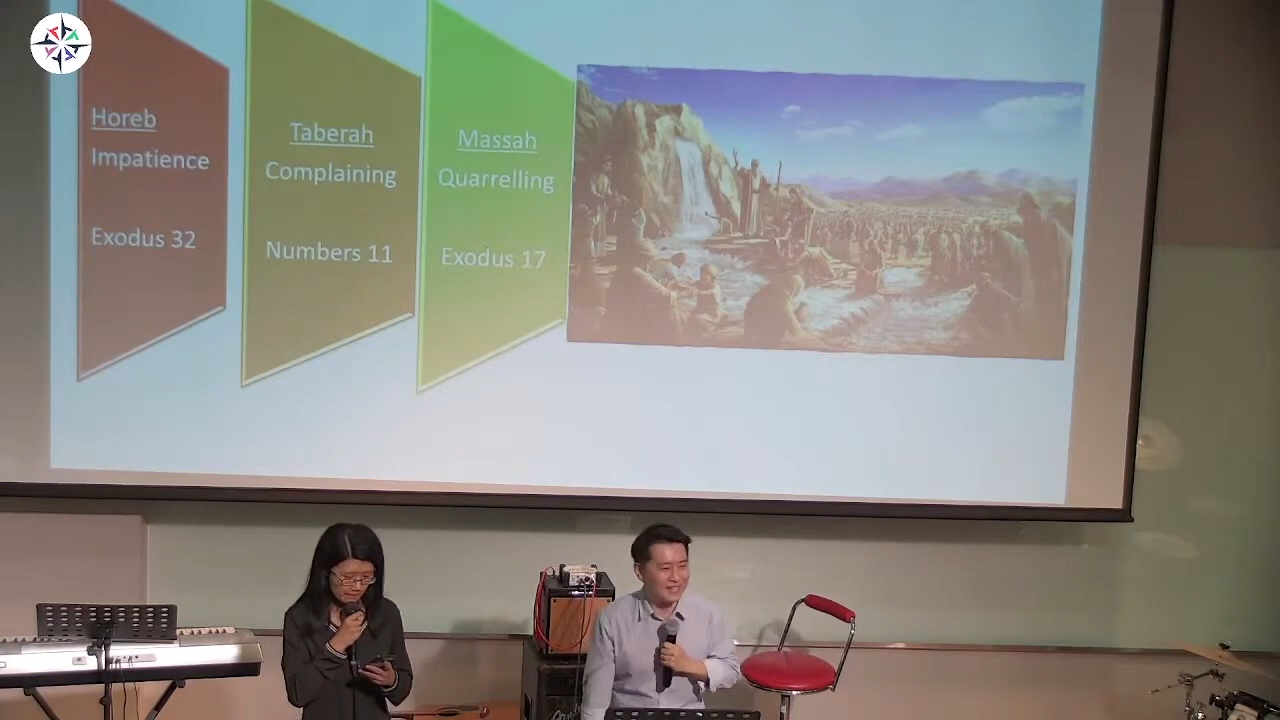 Horeb
Impatience
Exodus 32
Taberah
Complaining
Numbers 11
Massah
Quarrelling
Exodus 17